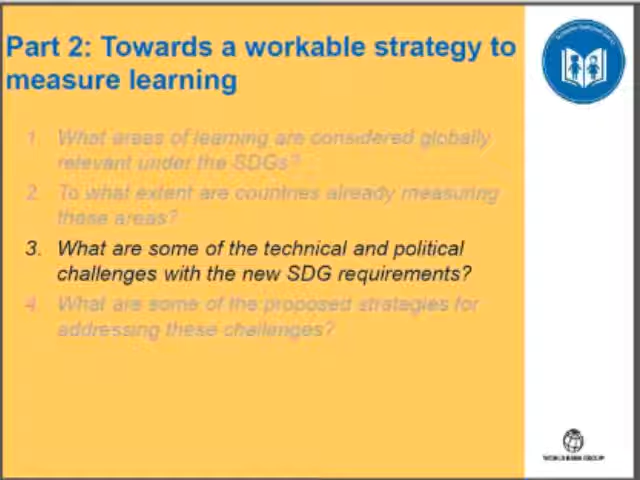 Part 2: Towards a workable strategy to
measure learning
1. What areas of learning are considered globally
relevant under the SDGs?
2. To what extent are countries already measuring
these areas?
3. What are some of the technical and political
challenges with the new SDG requirements?
4. What are some of the proposed strategies for
addressing these challenges?
WORLD BANK GROUP